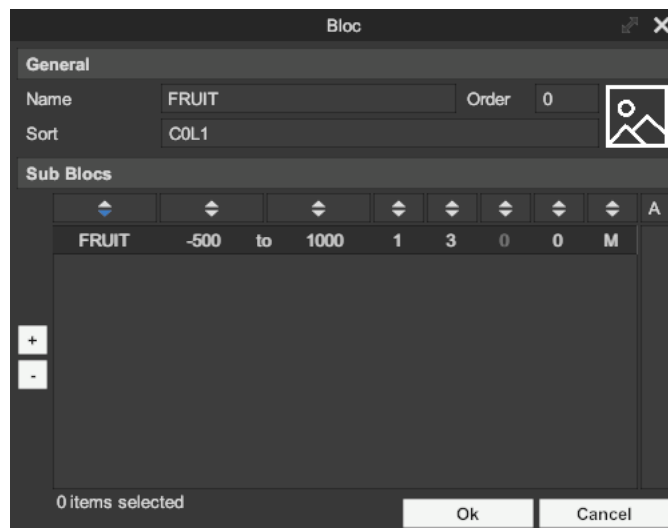 Bloc
General
Name FRUIT Order 0
Sort C0L1
Sub Blocs
A
FRUIT -500 to 1000 1 3 0 0 M
+
-
0 items selected
Ok Cancel